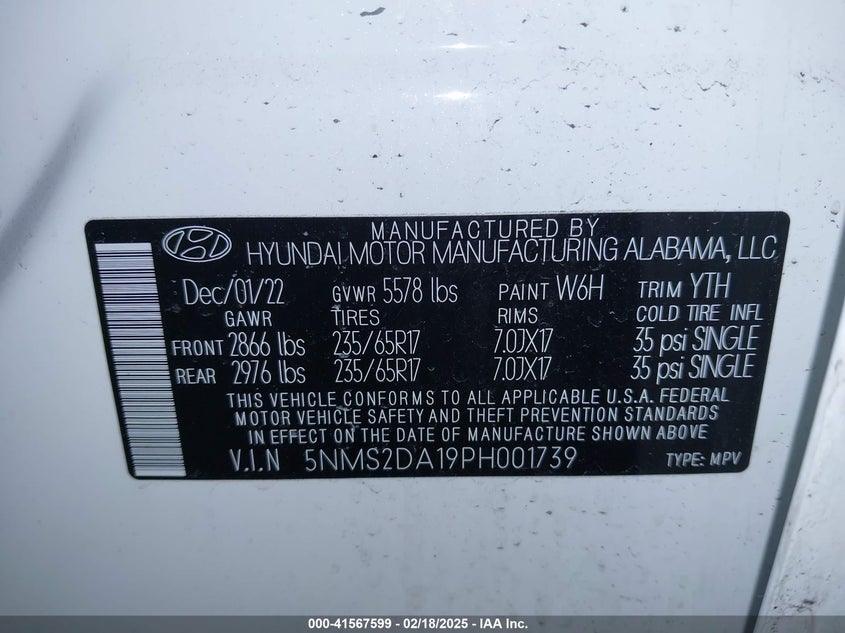 MANUFACTURED BY
HYUNDAI MOTOR MANUFACTURING ALABAMA, LLC
Dec/01/22 GVWR 5578 lbs PAINT W6H TRIM YTH
GAWR TIRES RIMS COLD TIRE INFL
FRONT 2866 lbs 235/65R17 7.0JX17 35 psi SINGLE
REAR 2976 lbs 235/65R17 7.0JX17 35 psi SINGLE
THIS VEHICLE CONFORMS TO ALL APPLICABLE U.S.A. FEDERAL
MOTOR VEHICLE SAFETY AND THEFT PREVENTION STANDARDS
IN EFFECT ON THE DATE OF MANUFACTURE SHOWN ABOVE
V.I.N 5NMS2DA19PH001739 TYPE: MPV
000-41567599 - 02/18/2025 - IAA Inc.